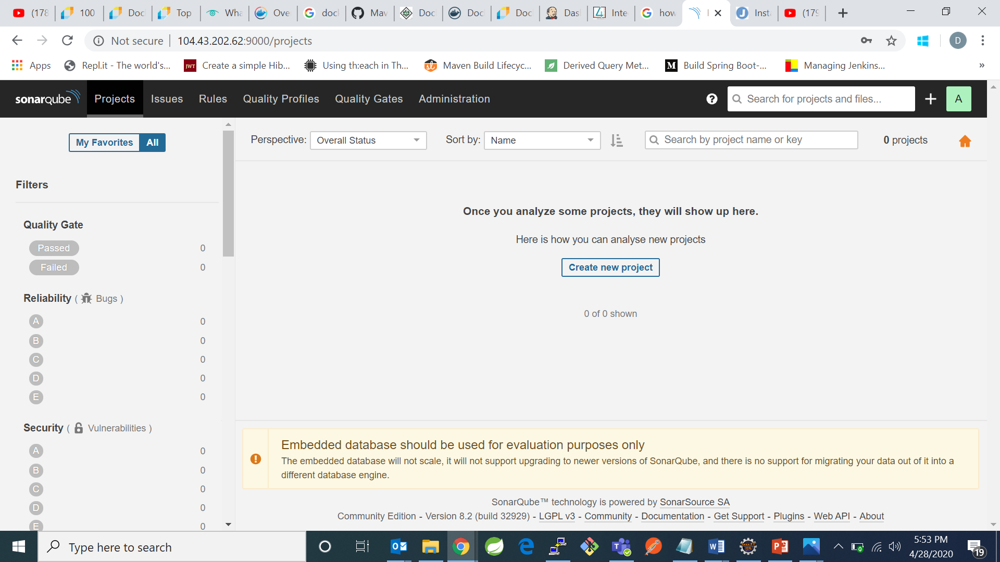 (178
100
Doc
Top
Wha
Ove
doc
Mav
Doc
Doc
Doc
Das
Inte
how
Inst
(179
Not secure
104.43.202.62:9000/projects
D
Apps
Repl.it - The world's...
JWT
Create a simple Hib...
Using th:each in Th...
Maven Build Lifecyc...
Derived Query Met...
M
Build Spring Boot-...
Managing Jenkins...
»
sonarqube
Projects
Issues
Rules
Quality Profiles
Quality Gates
Administration
?
Search for projects and files...
A
My Favorites
All
Perspective:
Overall Status
Sort by:
Name
Search by project name or key
0 projects
Filters
Quality Gate
Passed 0
Failed 0
Reliability ( Bugs )
A 0
B 0
C 0
D 0
E 0
Security ( Vulnerabilities )
A 0
B 0
C 0
D 0
E 0
Once you analyze some projects, they will show up here.
Here is how you can analyse new projects
Create new project
0 of 0 shown
Embedded database should be used for evaluation purposes only
The embedded database will not scale, it will not support upgrading to newer versions of SonarQube, and there is no support for migrating your data out of it into a
different database engine.
SonarQube™ technology is powered by SonarSource SA
Community Edition - Version 8.2 (build 32929) - LGPL v3 - Community - Documentation - Get Support - Plugins - Web API - About
Type here to search
5:53 PM
4/28/2020
19